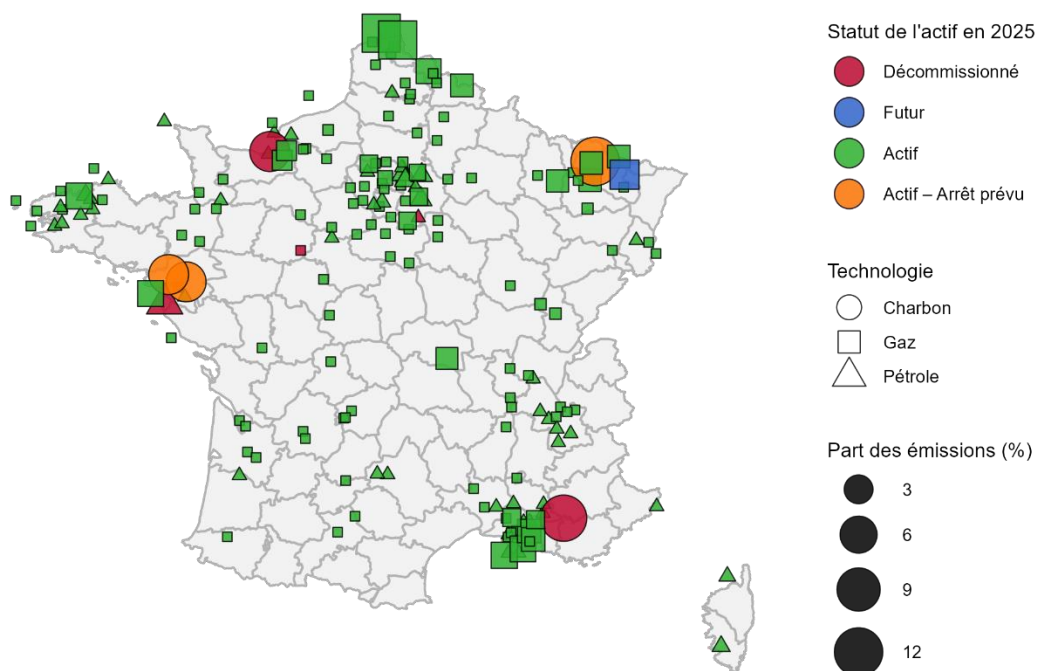 Statut de l'actif en 2025
Décommissionné
Futur
Actif
Actif – Arrêt prévu
Technologie
Charbon
Gaz
Pétrole
Part des émissions (%)
3
6
9
12